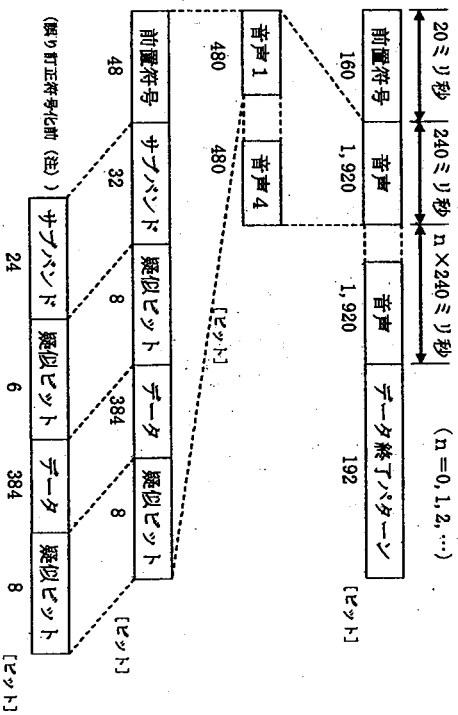 20ミリ秒 240ミリ秒 n×240ミリ秒 (n=0,1,2,…)
前置符号 音声 音声 データ終了パターン
160 1,920 1,920 192 [ビット]
音声1 音声4
480 480 [ビット]
前置符号 サブバンド 疑似ビット データ 疑似ビット
48 32 8 384 8 [ビット]
(誤り訂正符号化前(注))
サブバンド 疑似ビット データ 疑似ビット
24 6 384 8 [ビット]